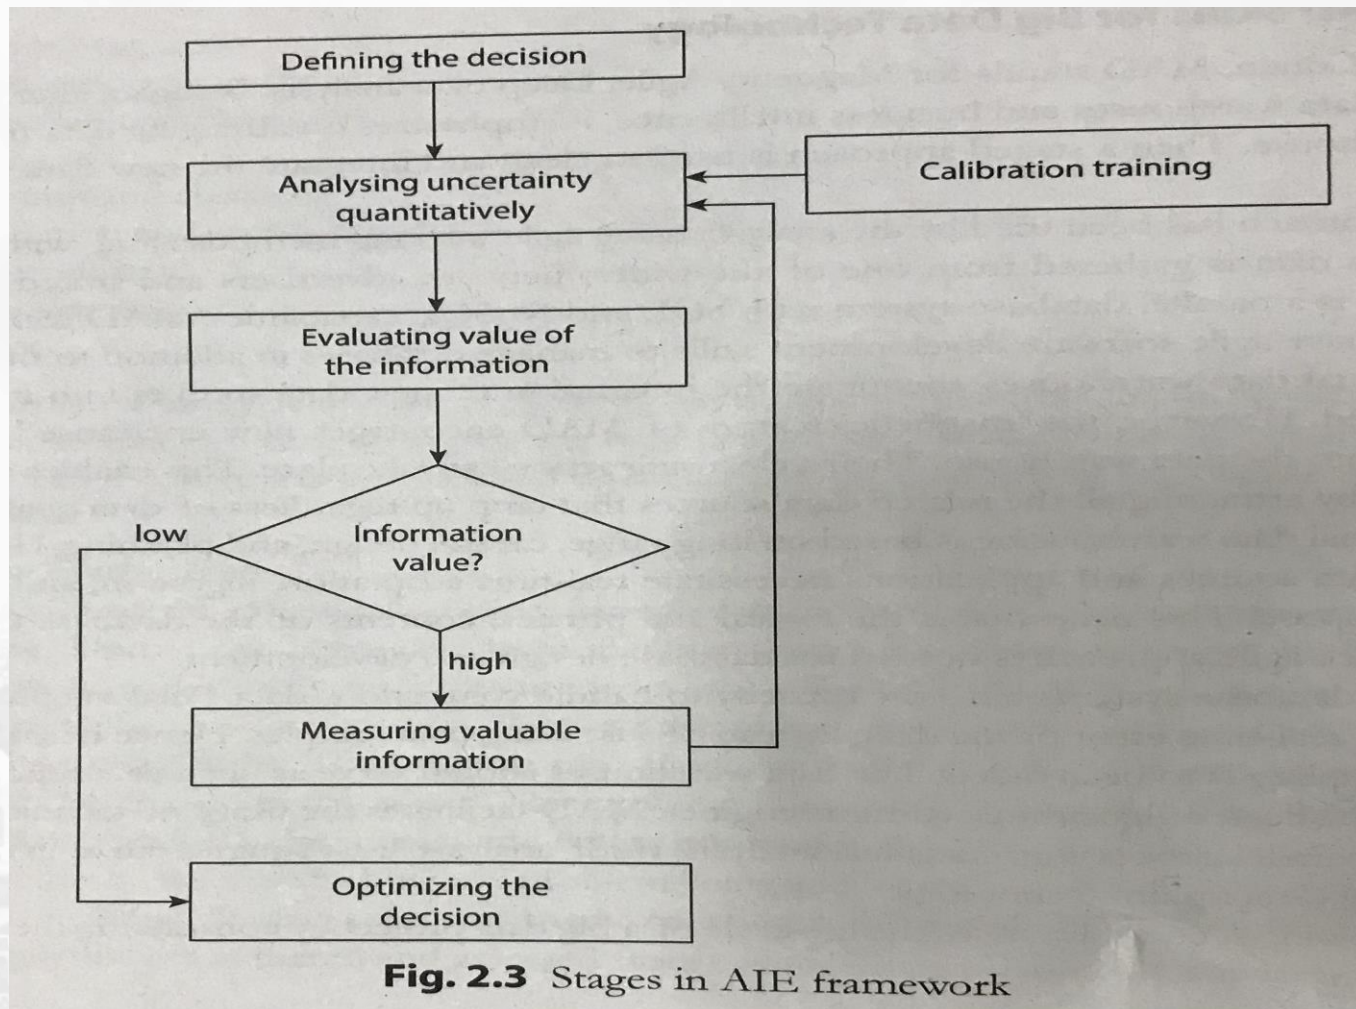 Defining the decision
Analysing uncertainty
quantitatively
Calibration training
Evaluating value of
the information
low
Information
value?
high
Measuring valuable
information
Optimizing the
decision
Fig. 2.3 Stages in AIE framework